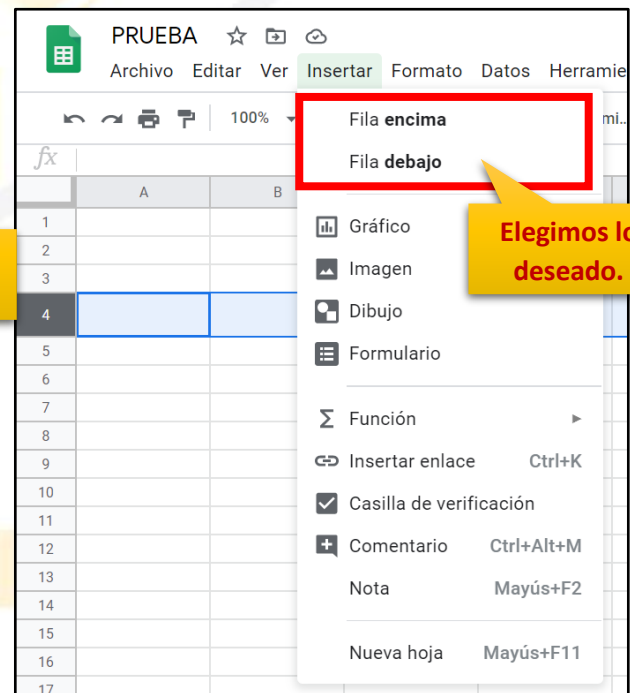 PRUEBA
Archivo Editar Ver Insertar Formato Datos
100%
Fila encima
Fila debajo
fx
A B
1
2
3
4
5
6
7
8
9
10
11
12
13
14
15
16
17
Gráfico
Imagen
Dibujo
Formulario
Función
Insertar enlace Ctrl+K
Casilla de verificación
Comentario Ctrl+Alt+M
Nota Mayús+F2
Nueva hoja Mayús+F11
Elegimos
deseado.